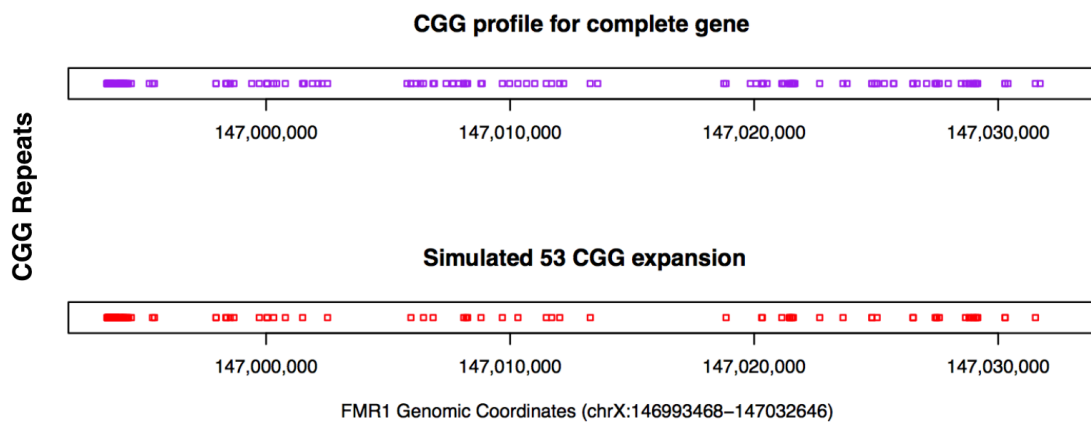 CGG profile for complete gene
147,000,000 147,010,000 147,020,000 147,030,000
CGG Repeats
Simulated 53 CGG expansion
147,000,000 147,010,000 147,020,000 147,030,000
FMR1 Genomic Coordinates (chrX:146993468−147032646)